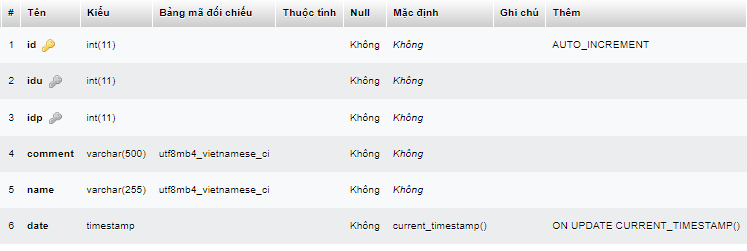 # Tên Kiểu Bảng mã đối chiếu Thuộc tính Null Mặc định Ghi chú Thêm
1 id int(11) Không Không AUTO_INCREMENT
2 idu int(11) Không Không
3 idp int(11) Không Không
4 comment varchar(500) utf8mb4_vietnamese_ci Không Không
5 name varchar(255) utf8mb4_vietnamese_ci Không Không
6 date timestamp Không current_timestamp() ON UPDATE CURRENT_TIMESTAMP()